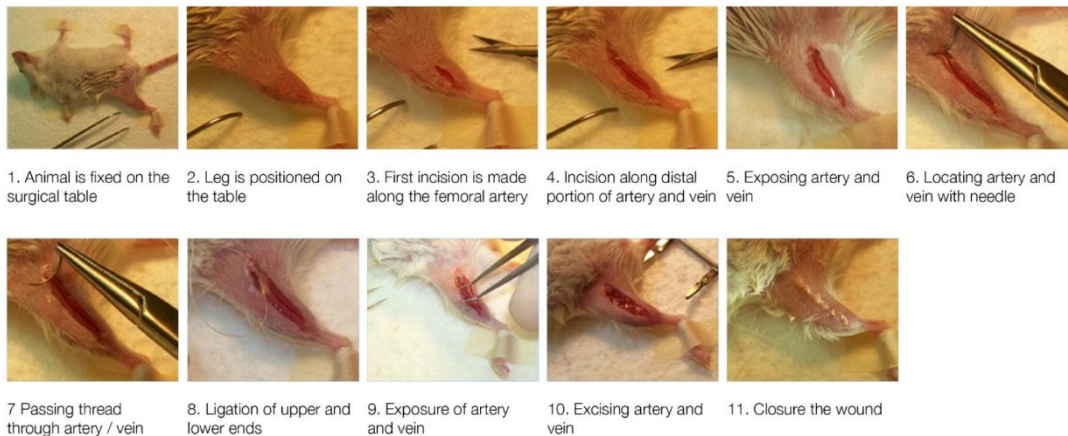 1. Animal is fixed on the
surgical table
2. Leg is positioned on
the table
3. First incision is made
along the femoral artery
4. Incision along distal
portion of artery and vein
5. Exposing artery and
vein
6. Locating artery and
vein with needle
7 Passing thread
through artery / vein
8. Ligation of upper and
lower ends
9. Exposure of artery
and vein
10. Excising artery and
vein
11. Closure the wound